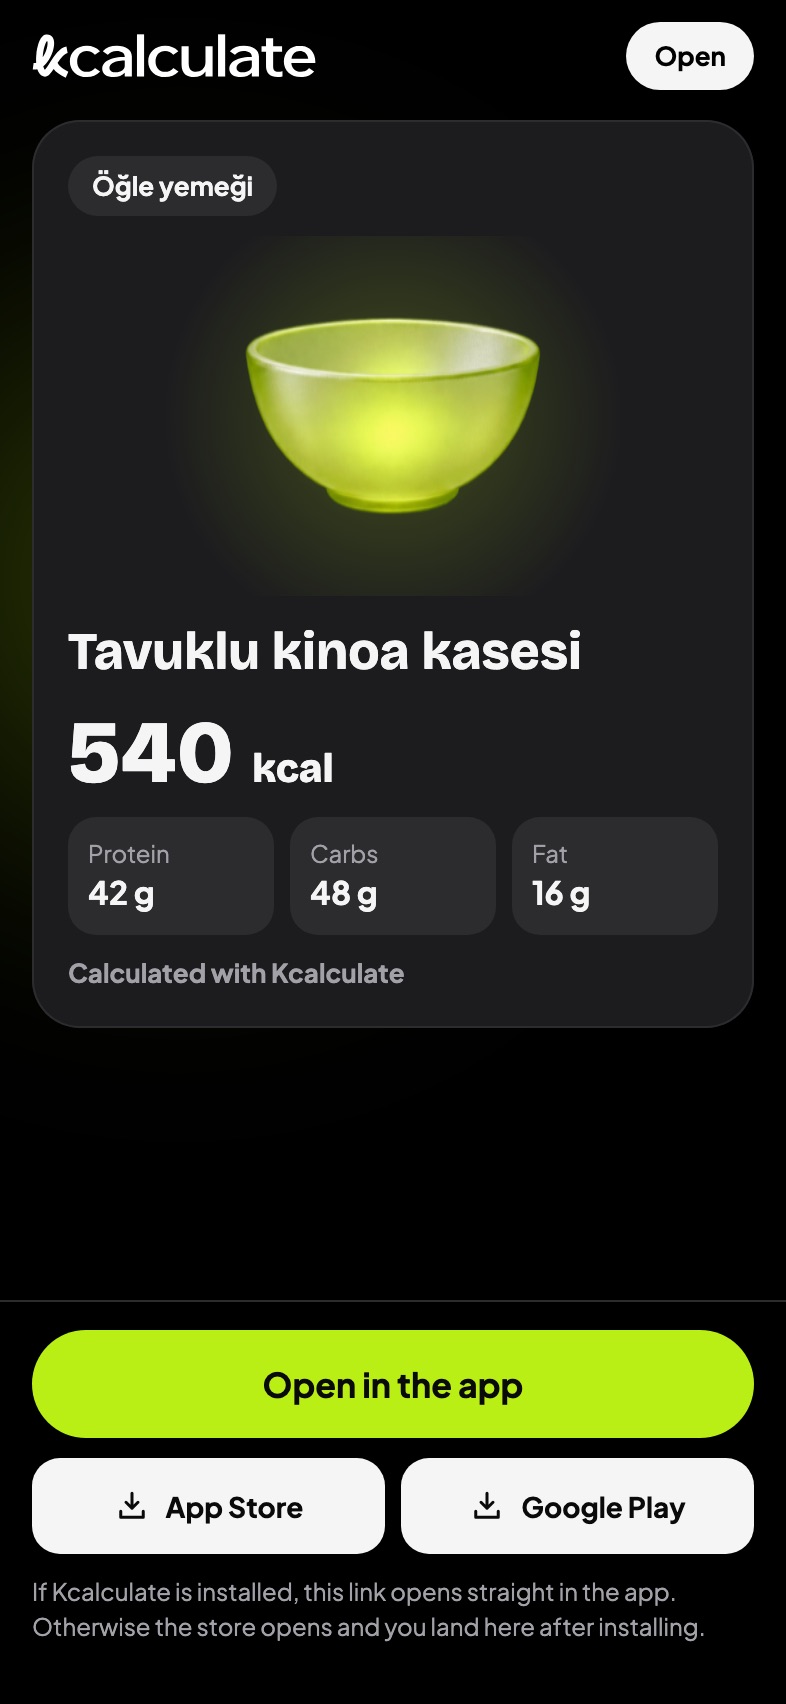 kcalculate
Open
Öğle yemeği
Tavuklu kinoa kasesi
540 kcal
Protein
42 g
Carbs
48 g
Fat
16 g
Calculated with Kcalculate
Open in the app
App Store
Google Play
If Kcalculate is installed, this link opens straight in the app.
Otherwise the store opens and you land here after installing.